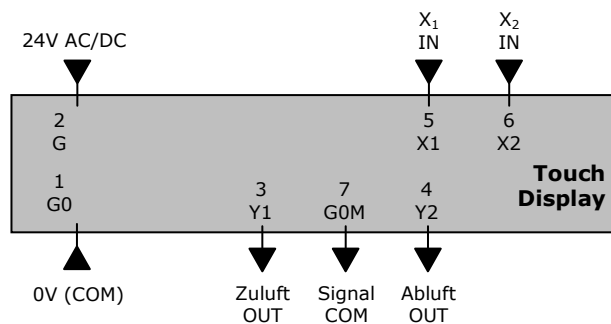 24V AC/DC
X₁
IN
X₂
IN
2
G
5
X1
6
X2
Touch
Display
1
G0
3
Y1
7
G0M
4
Y2
0V (COM)
Zuluft
OUT
Signal
COM
Abluft
OUT